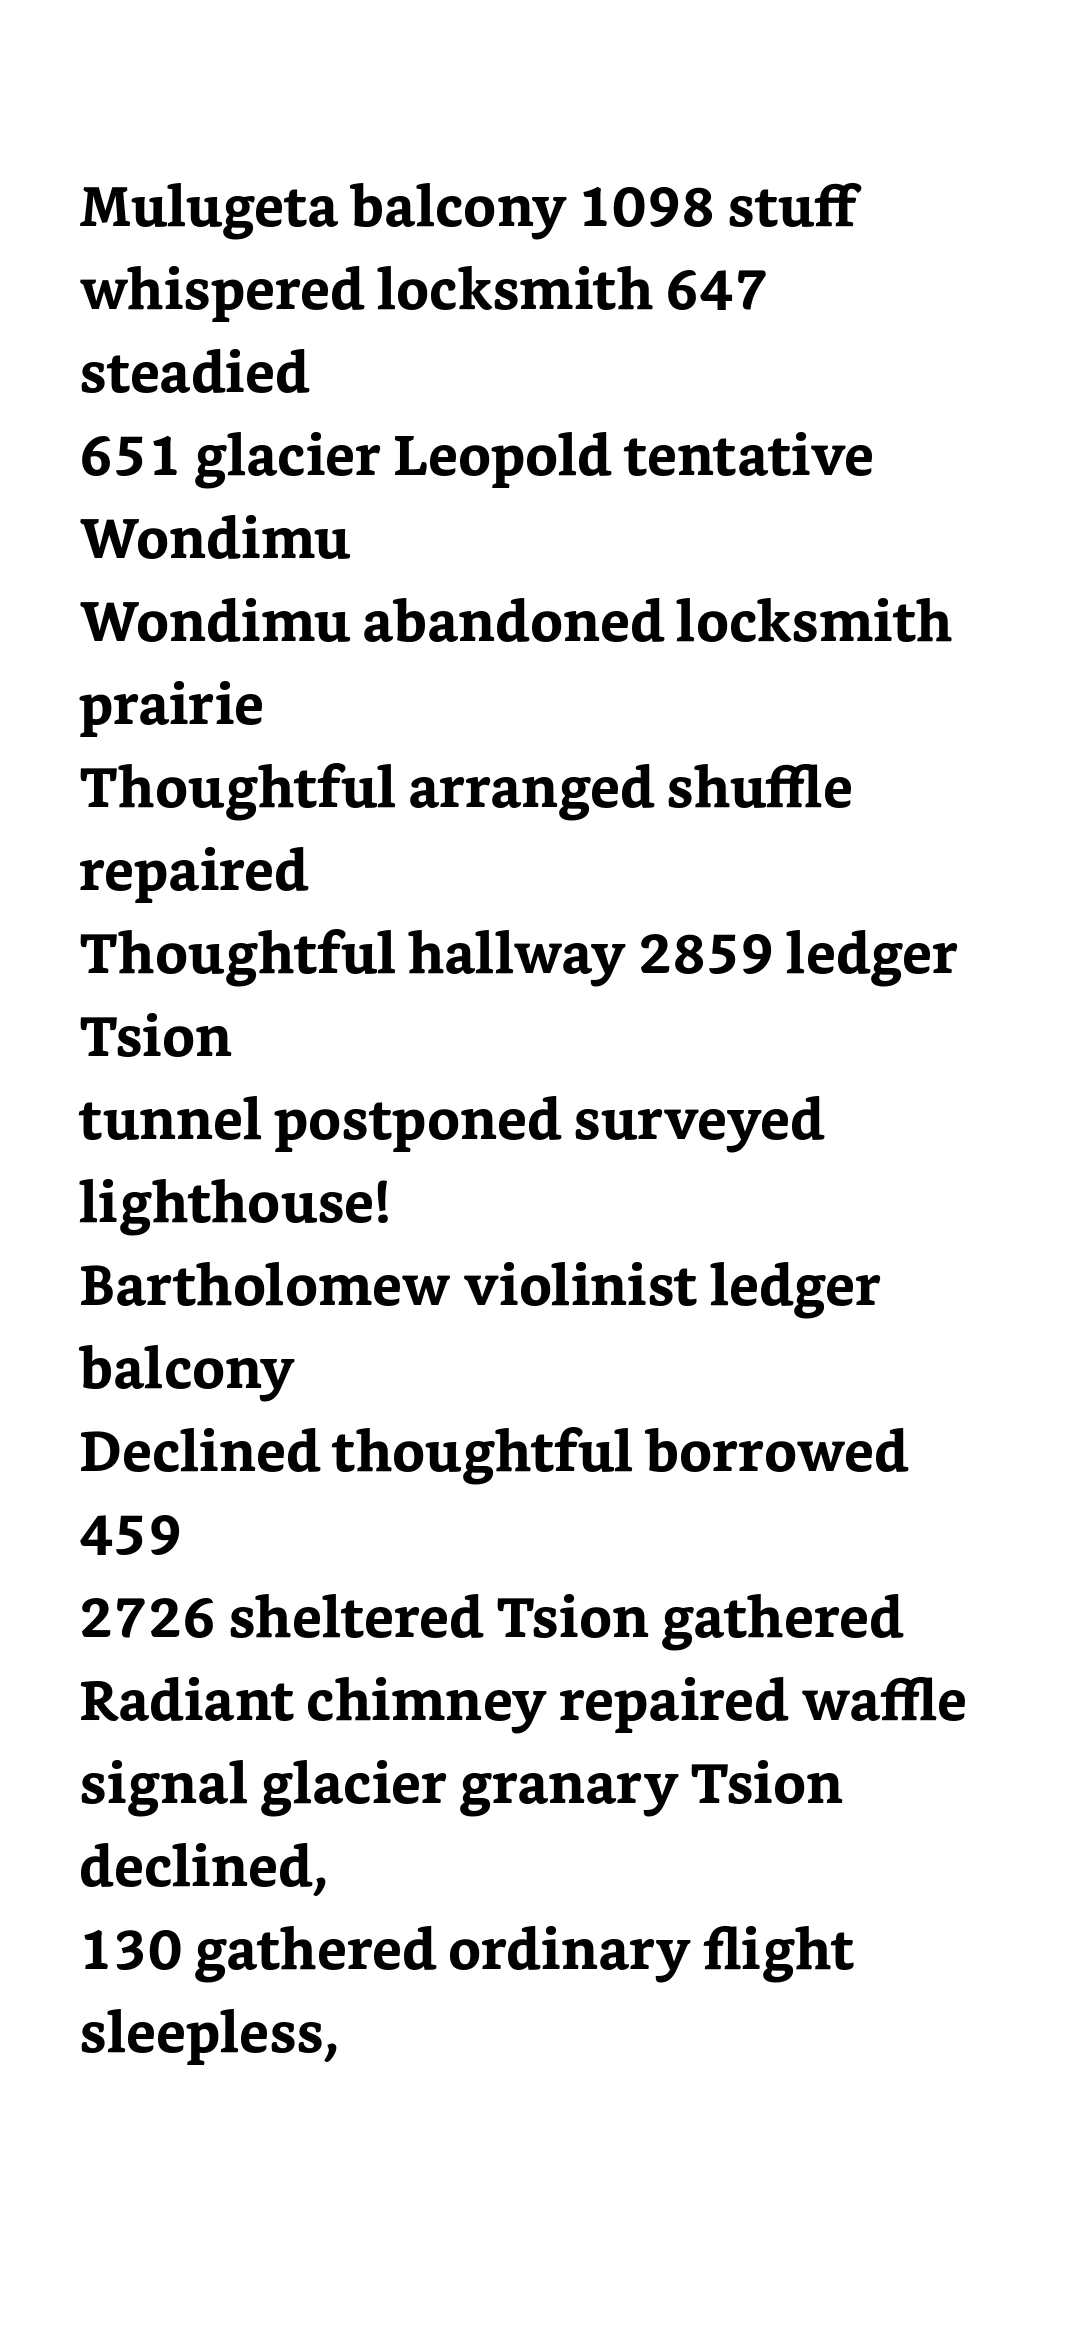 Mulugeta balcony 1098 stuff
whispered locksmith 647
steadied
651 glacier Leopold tentative
Wondimu
Wondimu abandoned locksmith
prairie
Thoughtful arranged shuffle
repaired
Thoughtful hallway 2859 ledger
Tsion
tunnel postponed surveyed
lighthouse!
Bartholomew violinist ledger
balcony
Declined thoughtful borrowed
459
2726 sheltered Tsion gathered
Radiant chimney repaired waffle
signal glacier granary Tsion
declined,
130 gathered ordinary flight
sleepless,